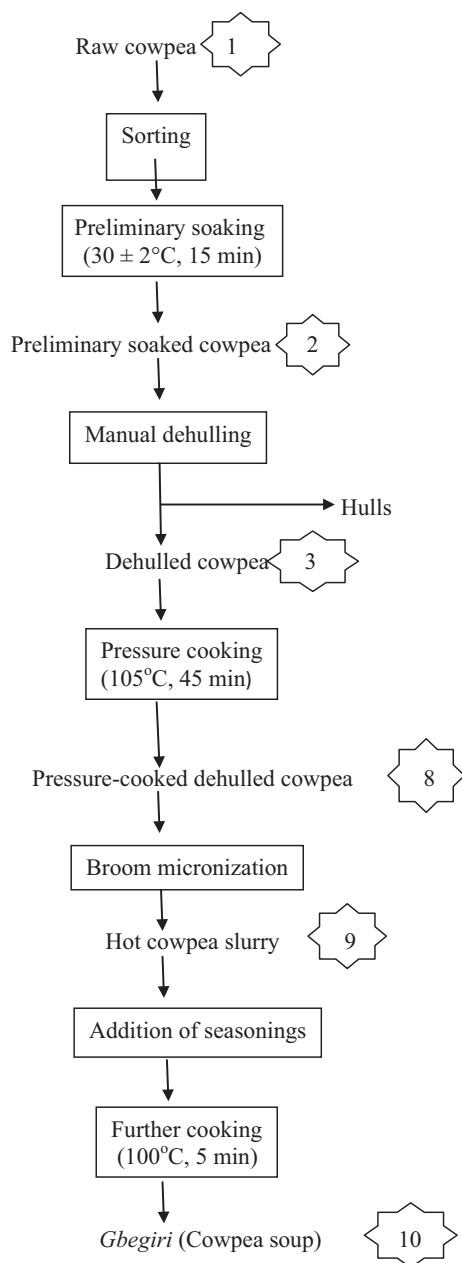 Raw cowpea 1
Sorting
Preliminary soaking
(30 ± 2°C, 15 min)
Preliminary soaked cowpea 2
Manual dehulling
Hulls
Dehulled cowpea 3
Pressure cooking
(105°C, 45 min)
Pressure-cooked dehulled cowpea 8
Broom micronization
Hot cowpea slurry 9
Addition of seasonings
Further cooking
(100°C, 5 min)
Gbegiri (Cowpea soup) 10